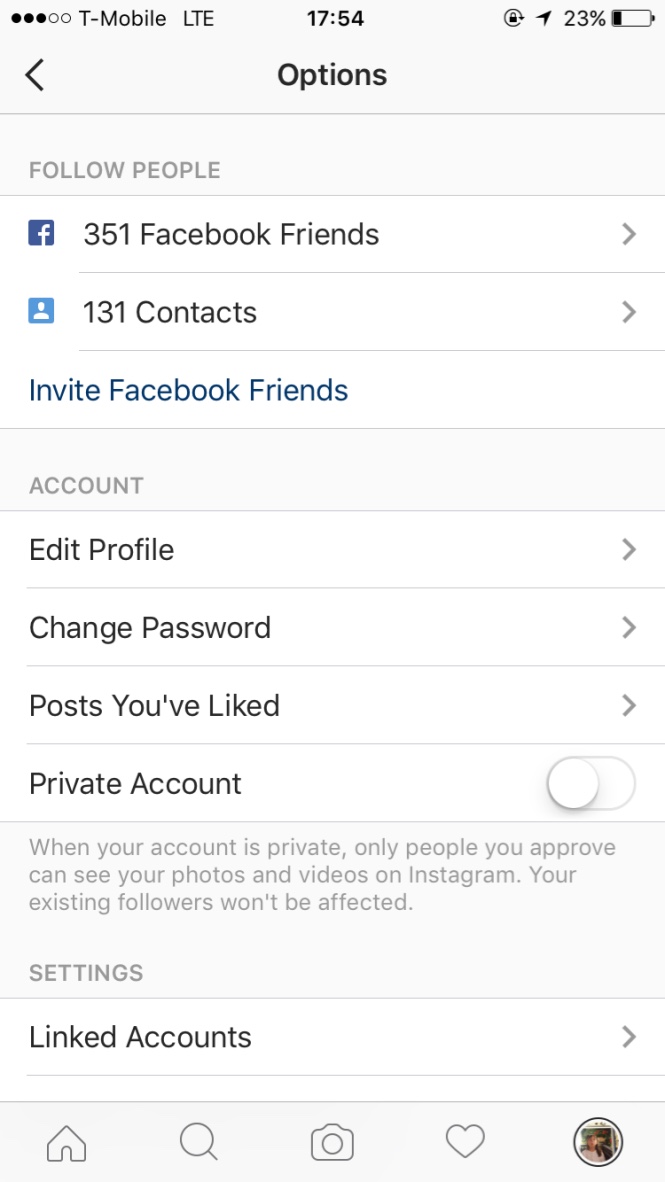 T-Mobile LTE 17:54 23%
Options
FOLLOW PEOPLE
351 Facebook Friends
131 Contacts
Invite Facebook Friends
ACCOUNT
Edit Profile
Change Password
Posts You've Liked
Private Account
When your account is private, only people you approve
can see your photos and videos on Instagram. Your
existing followers won't be affected.
SETTINGS
Linked Accounts